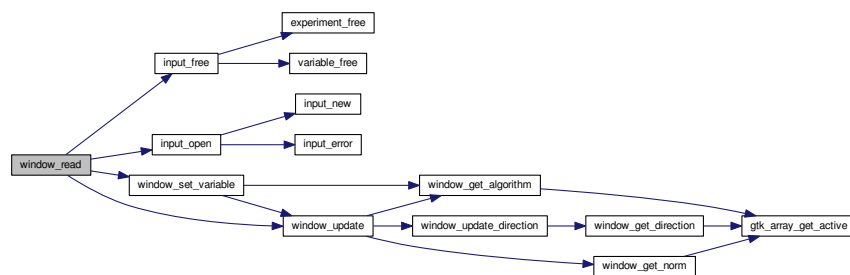 experiment_free
input_free
variable_free
input_new
input_open
input_error
window_read
window_set_variable
window_get_algorithm
window_update
window_update_direction
window_get_direction
gtk_array_get_active
window_get_norm